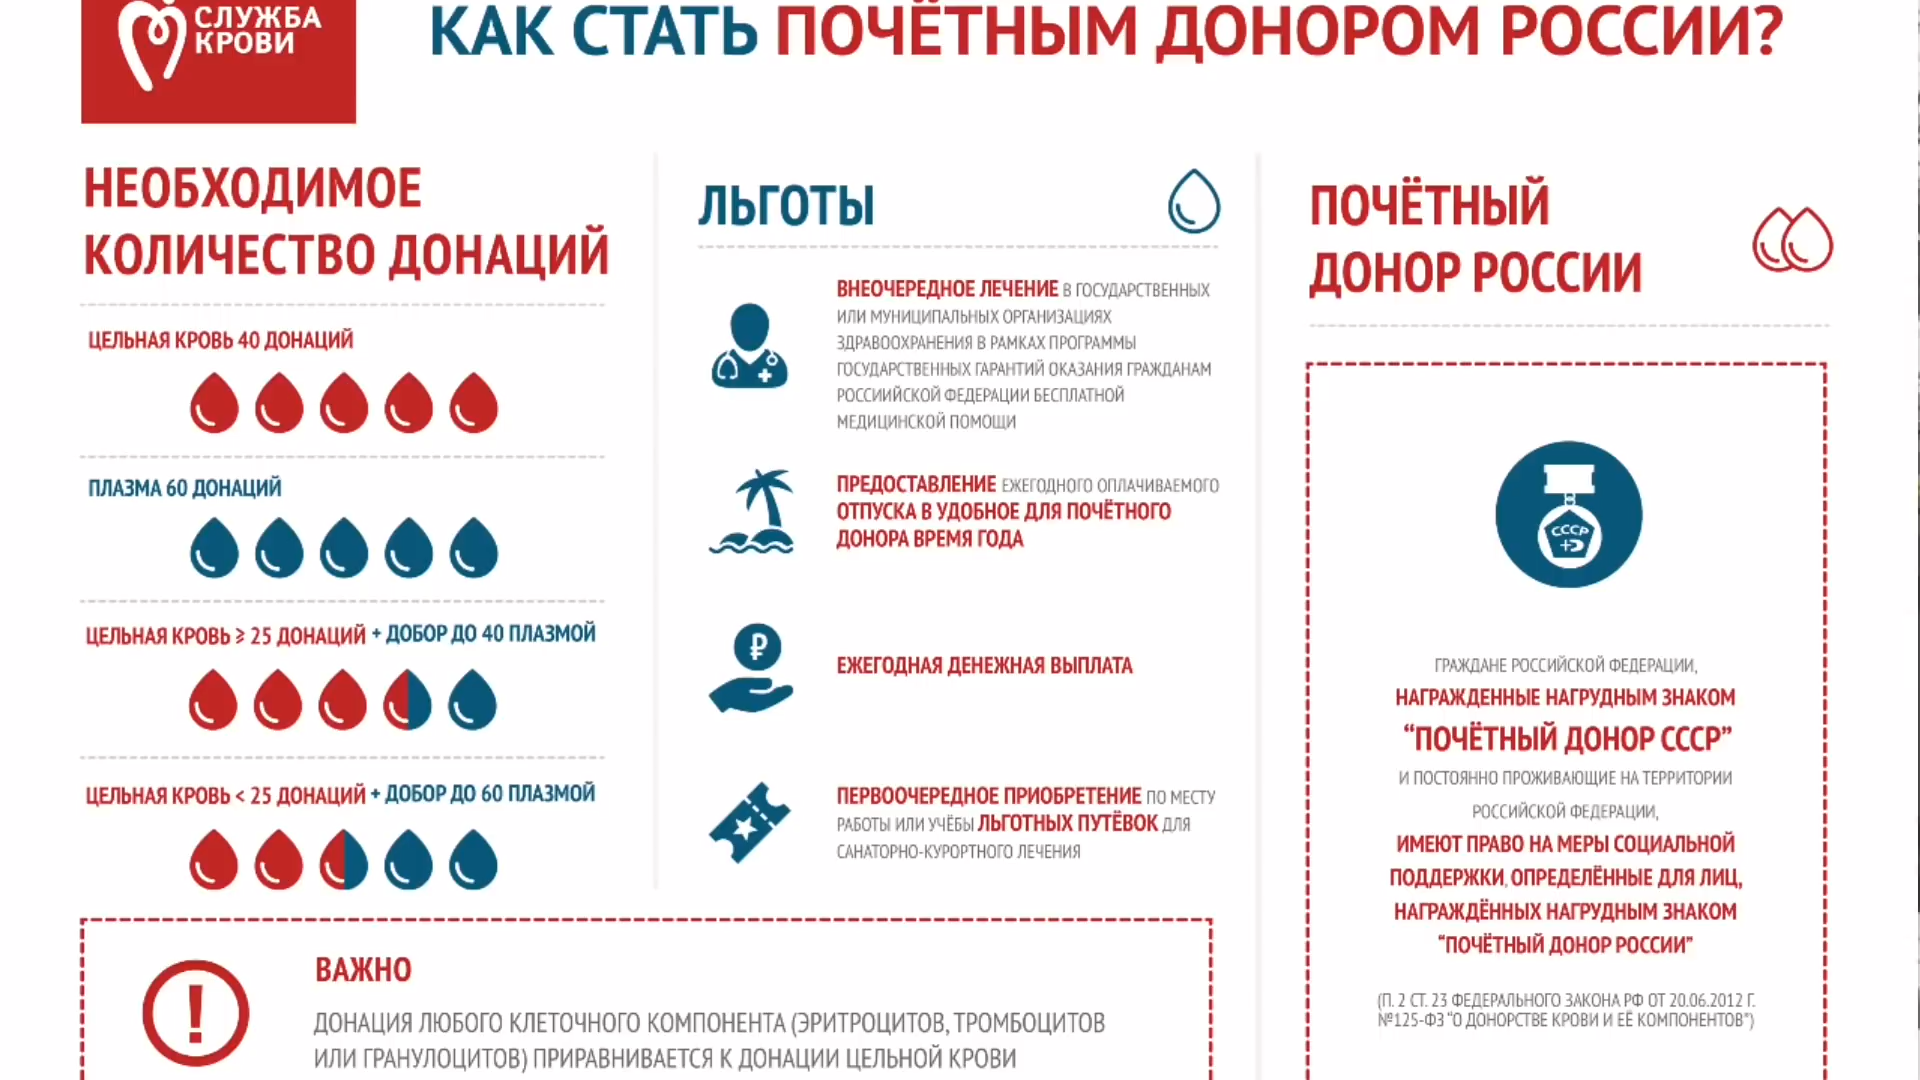 СЛУЖБА
КРОВИ
КАК СТАТЬ ПОЧЁТНЫМ ДОНОРОМ РОССИИ?
НЕОБХОДИМОЕ
КОЛИЧЕСТВО ДОНАЦИЙ
ЦЕЛЬНАЯ КРОВЬ 40 ДОНАЦИЙ
ПЛАЗМА 60 ДОНАЦИЙ
ЦЕЛЬНАЯ КРОВЬ ⩾ 25 ДОНАЦИЙ + ДОБОР ДО 40 ПЛАЗМОЙ
ЦЕЛЬНАЯ КРОВЬ < 25 ДОНАЦИЙ + ДОБОР ДО 60 ПЛАЗМОЙ
ЛЬГОТЫ
ВНЕОЧЕРЕДНОЕ ЛЕЧЕНИЕ В ГОСУДАРСТВЕННЫХ
ИЛИ МУНИЦИПАЛЬНЫХ ОРГАНИЗАЦИЯХ
ЗДРАВООХРАНЕНИЯ В РАМКАХ ПРОГРАММЫ
ГОСУДАРСТВЕННЫХ ГАРАНТИЙ ОКАЗАНИЯ ГРАЖДАНАМ
РОССИЙСКОЙ ФЕДЕРАЦИИ БЕСПЛАТНОЙ
МЕДИЦИНСКОЙ ПОМОЩИ
ПРЕДОСТАВЛЕНИЕ ЕЖЕГОДНОГО ОПЛАЧИВАЕМОГО
ОТПУСКА В УДОБНОЕ ДЛЯ ПОЧЁТНОГО
ДОНОРА ВРЕМЯ ГОДА
₽
ЕЖЕГОДНАЯ ДЕНЕЖНАЯ ВЫПЛАТА
ПЕРВООЧЕРЕДНОЕ ПРИОБРЕТЕНИЕ ПО МЕСТУ
РАБОТЫ ИЛИ УЧЁБЫ ЛЬГОТНЫХ ПУТЁВОК ДЛЯ
САНАТОРНО-КУРОРТНОГО ЛЕЧЕНИЯ
ПОЧЁТНЫЙ
ДОНОР РОССИИ
СССР
ГРАЖДАНЕ РОССИЙСКОЙ ФЕДЕРАЦИИ,
НАГРАЖДЕННЫЕ НАГРУДНЫМ ЗНАКОМ
“ПОЧЁТНЫЙ ДОНОР СССР”
И ПОСТОЯННО ПРОЖИВАЮЩИЕ НА ТЕРРИТОРИИ
РОССИЙСКОЙ ФЕДЕРАЦИИ,
ИМЕЮТ ПРАВО НА МЕРЫ СОЦИАЛЬНОЙ
ПОДДЕРЖКИ, ОПРЕДЕЛЁННЫЕ ДЛЯ ЛИЦ,
НАГРАЖДЁННЫХ НАГРУДНЫМ ЗНАКОМ
“ПОЧЁТНЫЙ ДОНОР РОССИИ”
(П. 2 СТ. 23 ФЕДЕРАЛЬНОГО ЗАКОНА РФ ОТ 20.06.2012 Г.
№125-ФЗ “О ДОНОРСТВЕ КРОВИ И ЕЁ КОМПОНЕНТОВ”)
!
ВАЖНО
ДОНАЦИЯ ЛЮБОГО КЛЕТОЧНОГО КОМПОНЕНТА (ЭРИТРОЦИТОВ, ТРОМБОЦИТОВ
ИЛИ ГРАНУЛОЦИТОВ) ПРИРАВНИВАЕТСЯ К ДОНАЦИИ ЦЕЛЬНОЙ КРОВИ